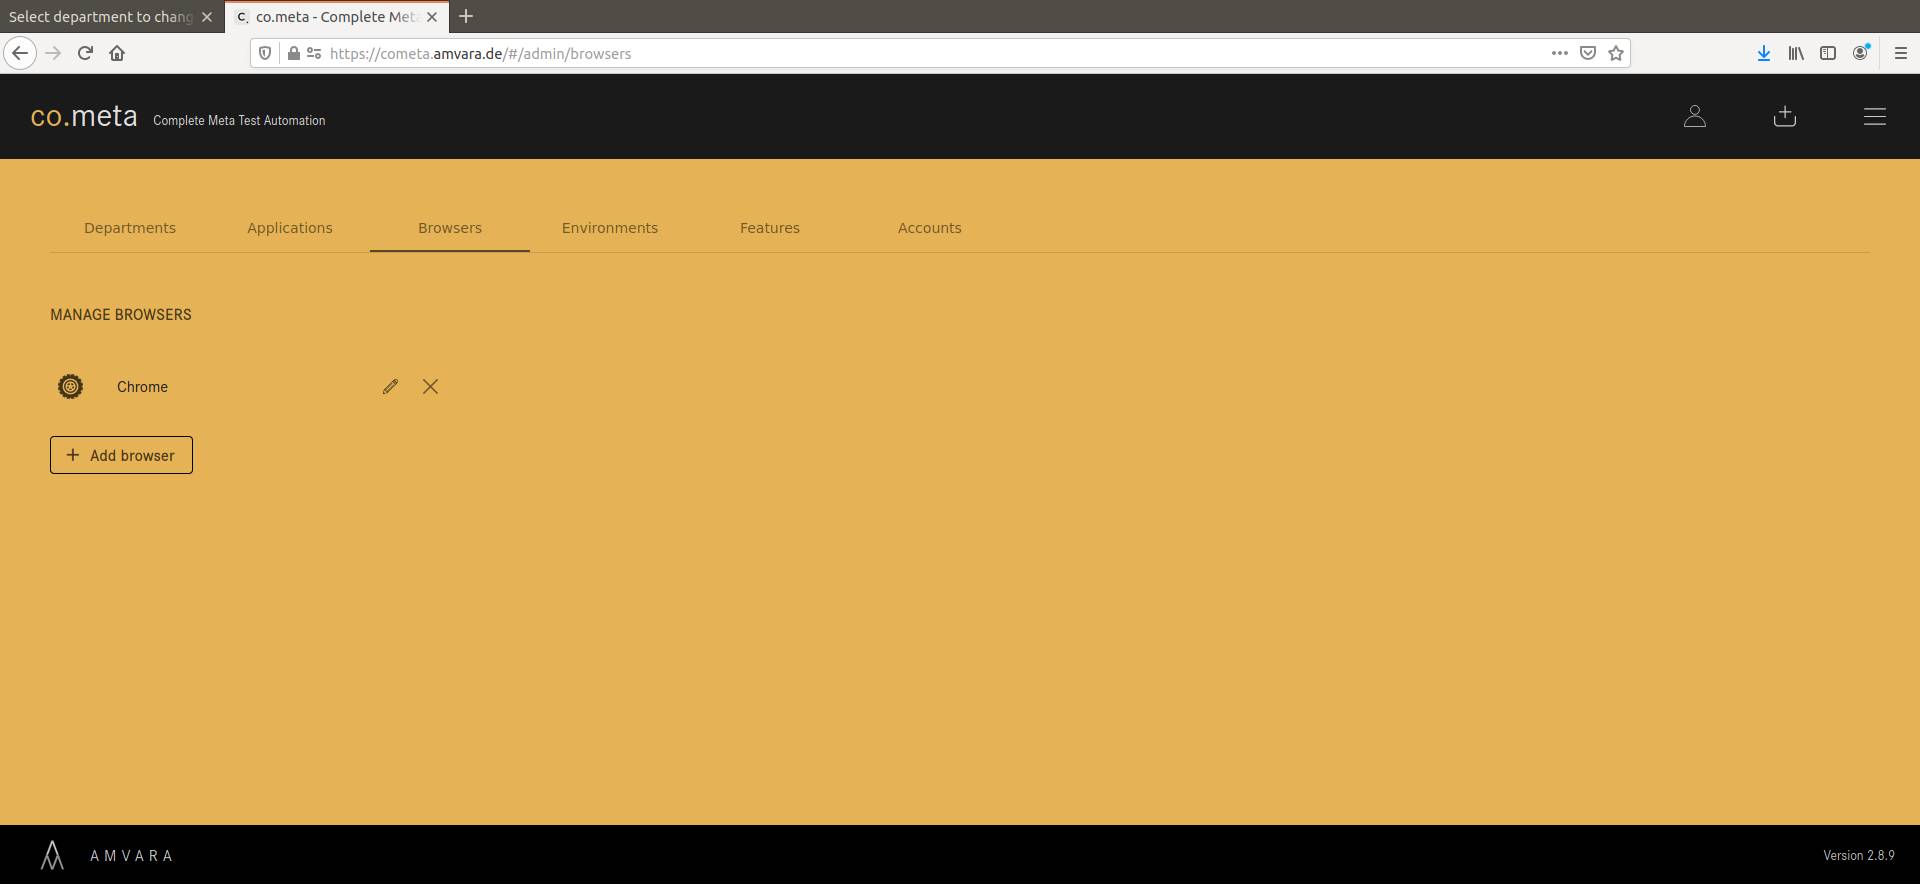 Select department to chang
co.meta - Complete Met
https://cometa.amvara.de/#/admin/browsers
co.meta Complete Meta Test Automation
Departments Applications Browsers Environments Features Accounts
MANAGE BROWSERS
Chrome
Add browser
AMVARA
Version 2.8.9